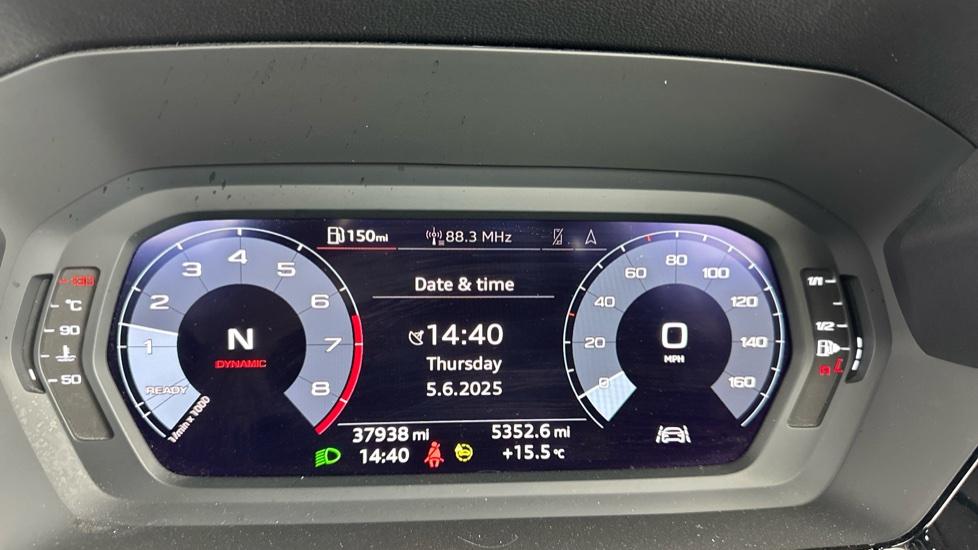 150mi 88.3 MHz
Date & time
14:40
Thursday
5.6.2025
37938 mi 5352.6 mi
14:40 +15.5 °C
READY 1 2 3 4 5 6 7 8
1/min x 1000
N
DYNAMIC
0 20 40 60 80 100 120 140 160
0
MPH
130
°C
90
50
1/1
1/2